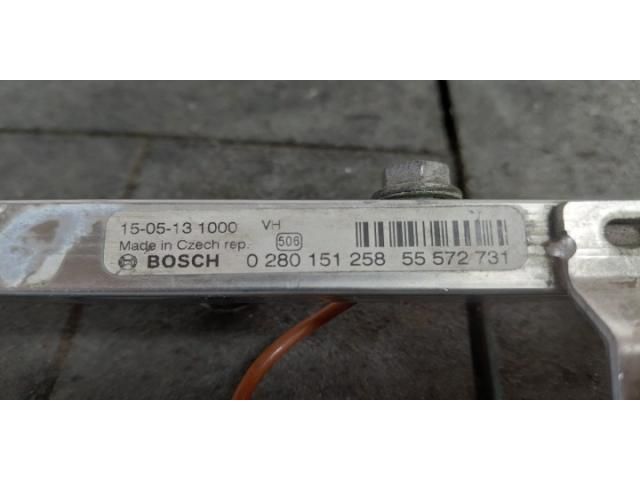 15-05-13 1000 VH
Made in Czech rep. 506
BOSCH 0 280 151 258 55 572 731